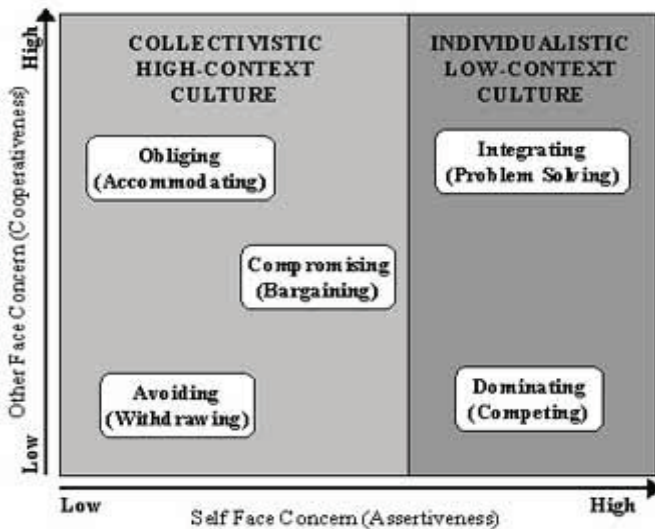 COLLECTIVISTIC
HIGH-CONTEXT
CULTURE
INDIVIDUALISTIC
LOW-CONTEXT
CULTURE
Obliging
(Accommodating)
Integrating
(Problem Solving)
Compromising
(Bargaining)
Avoiding
(Withdrawing)
Dominating
(Competing)
High
Other Face Concern (Cooperativeness)
Low
Low
Self Face Concern (Assertiveness)
High